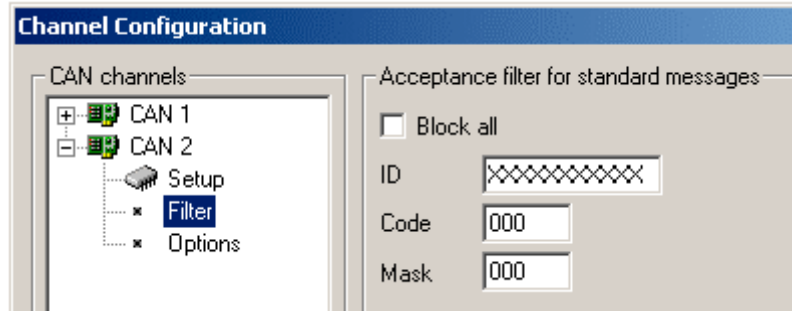 Channel Configuration
CAN channels
CAN 1
CAN 2
Setup
Filter
Options
Acceptance filter for standard messages
Block all
ID XXXXXXXXXXX
Code 000
Mask 000